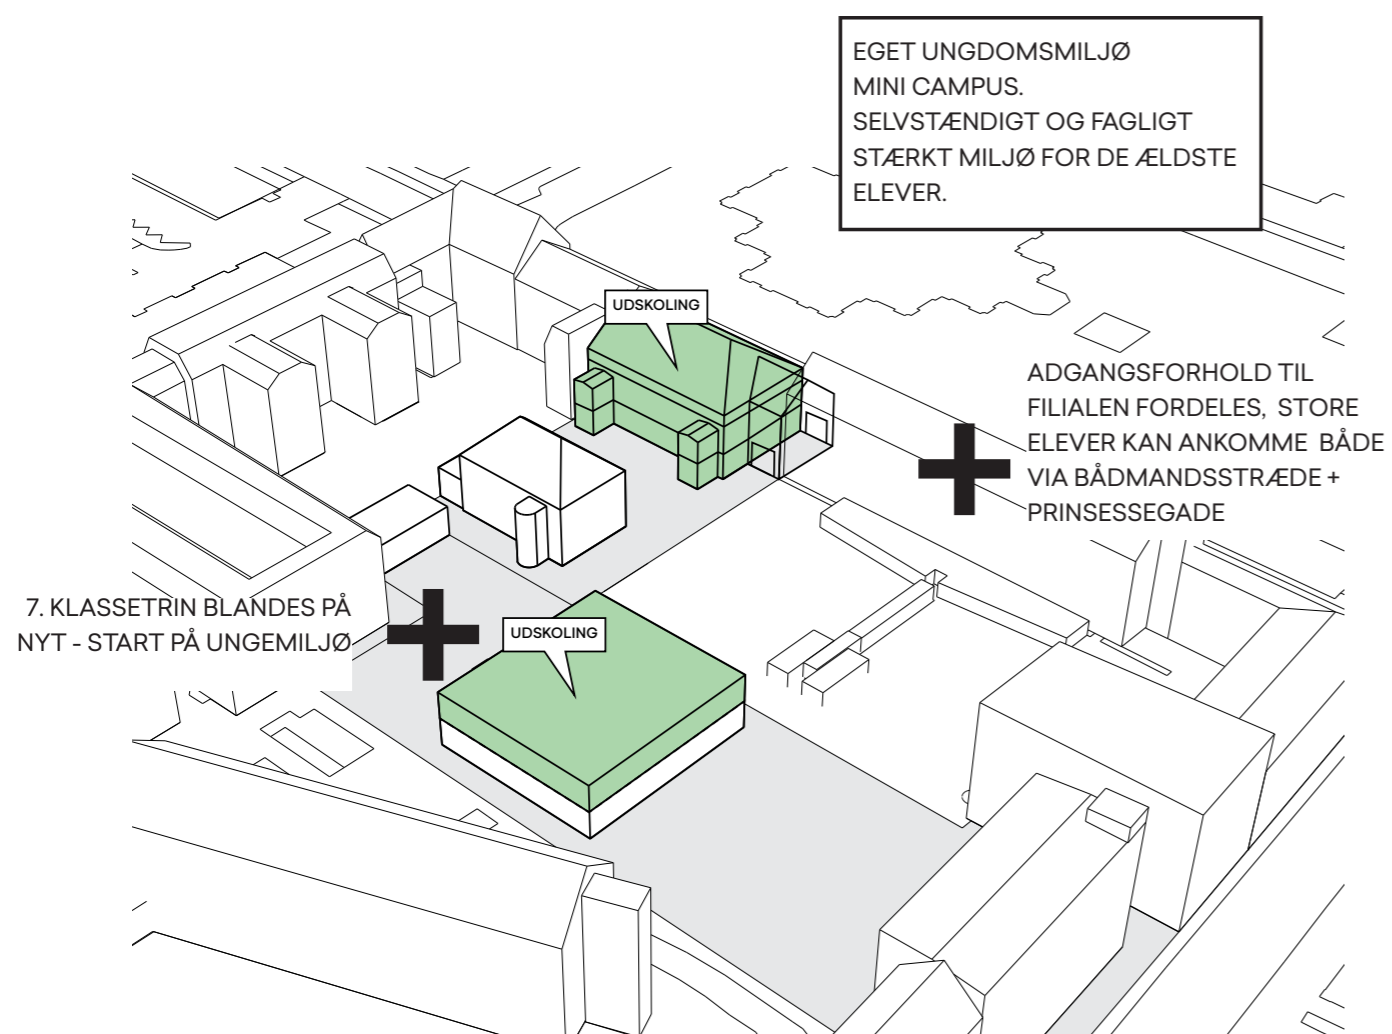 EGET UNGDOMSMILJØ
MINI CAMPUS.
SELVSTÆNDIGT OG FAGLIGT
STÆRKT MILJØ FOR DE ÆLDSTE
ELEVER.
UDSKOLING
ADGANGSFORHOLD TIL
FILIALEN FORDELES, STORE
ELEVER KAN ANKOMME BÅDE
VIA BÅDMANDSSTRÆDE +
PRINSESSEGADE
7. KLASSETRIN BLANDES PÅ
NYT - START PÅ UNGEMILJØ
UDSKOLING